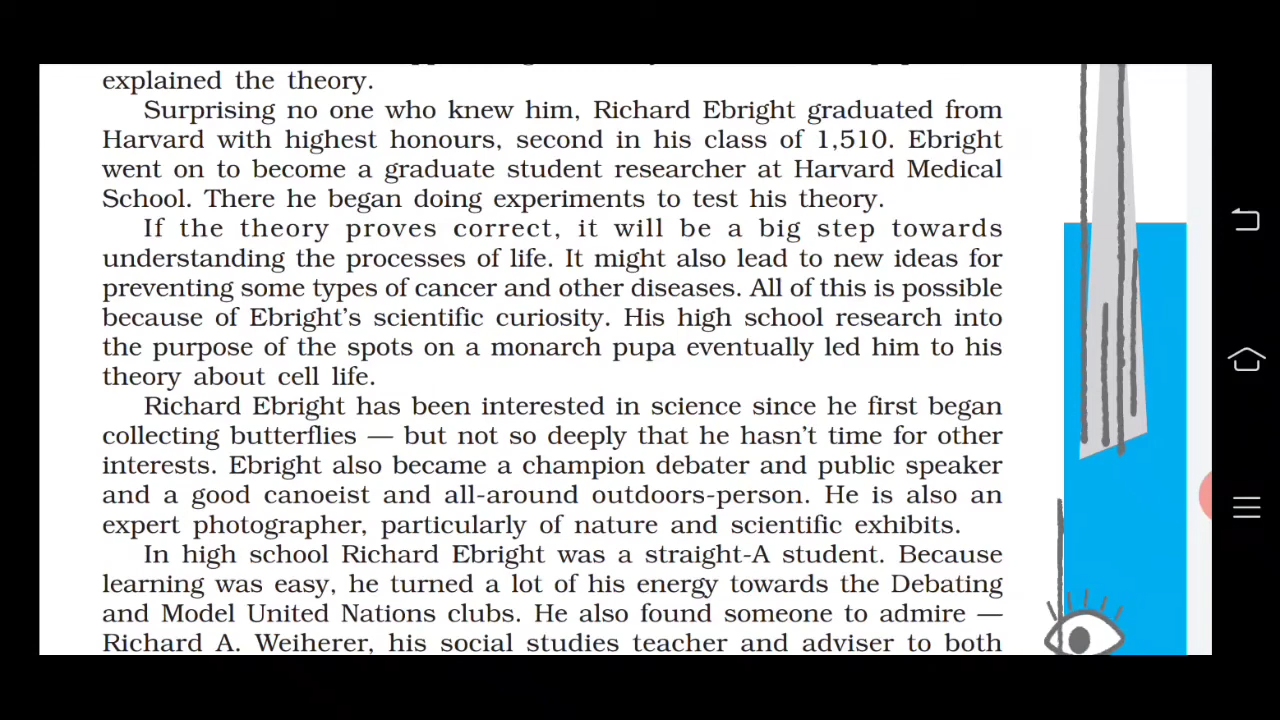 explained the theory.
Surprising no one who knew him, Richard Ebright graduated from
Harvard with highest honours, second in his class of 1,510. Ebright
went on to become a graduate student researcher at Harvard Medical
School. There he began doing experiments to test his theory.
If the theory proves correct, it will be a big step towards
understanding the processes of life. It might also lead to new ideas for
preventing some types of cancer and other diseases. All of this is possible
because of Ebright’s scientific curiosity. His high school research into
the purpose of the spots on a monarch pupa eventually led him to his
theory about cell life.
Richard Ebright has been interested in science since he first began
collecting butterflies — but not so deeply that he hasn’t time for other
interests. Ebright also became a champion debater and public speaker
and a good canoeist and all-around outdoors-person. He is also an
expert photographer, particularly of nature and scientific exhibits.
In high school Richard Ebright was a straight-A student. Because
learning was easy, he turned a lot of his energy towards the Debating
and Model United Nations clubs. He also found someone to admire —
Richard A. Weiherer, his social studies teacher and adviser to both